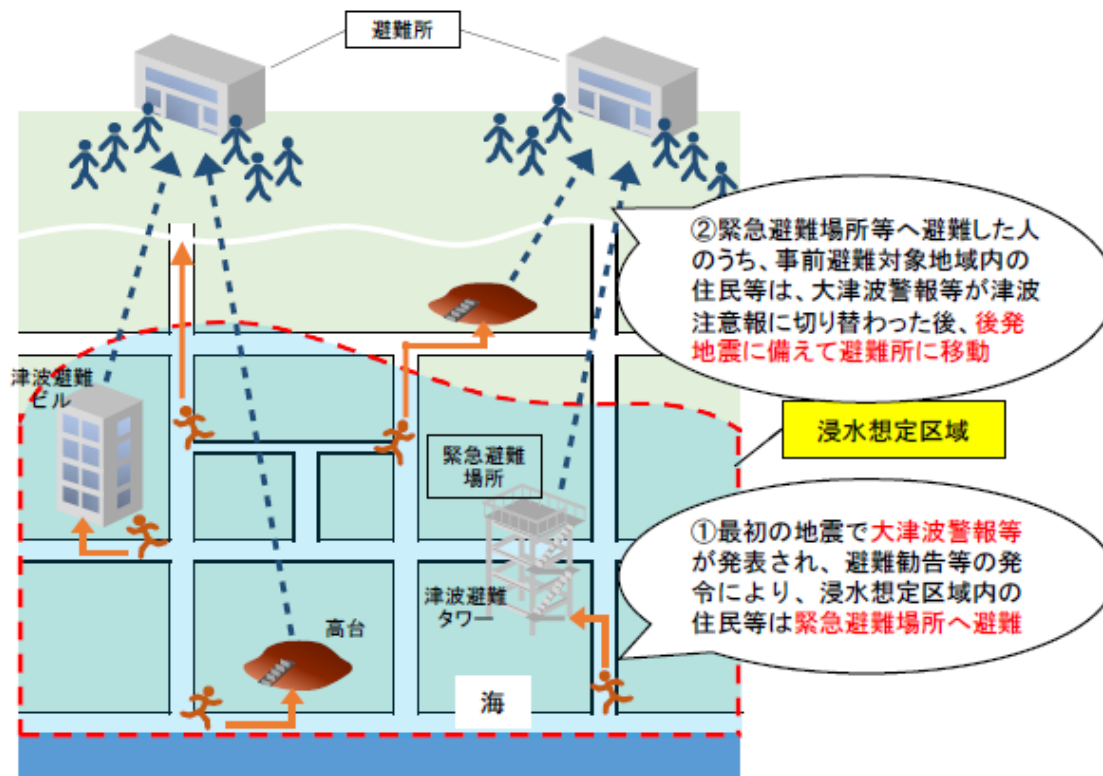 避難所
②緊急避難場所等へ避難した人
のうち、事前避難対象地域内の
住民等は、大津波警報等が津波
注意報に切り替わった後、後発
地震に備えて避難所に移動
津波避難
ビル
浸水想定区域
緊急避難
場所
①最初の地震で大津波警報等
が発表され、避難勧告等の発
令により、浸水想定区域内の
住民等は緊急避難場所へ避難
津波避難
タワー
高台
海